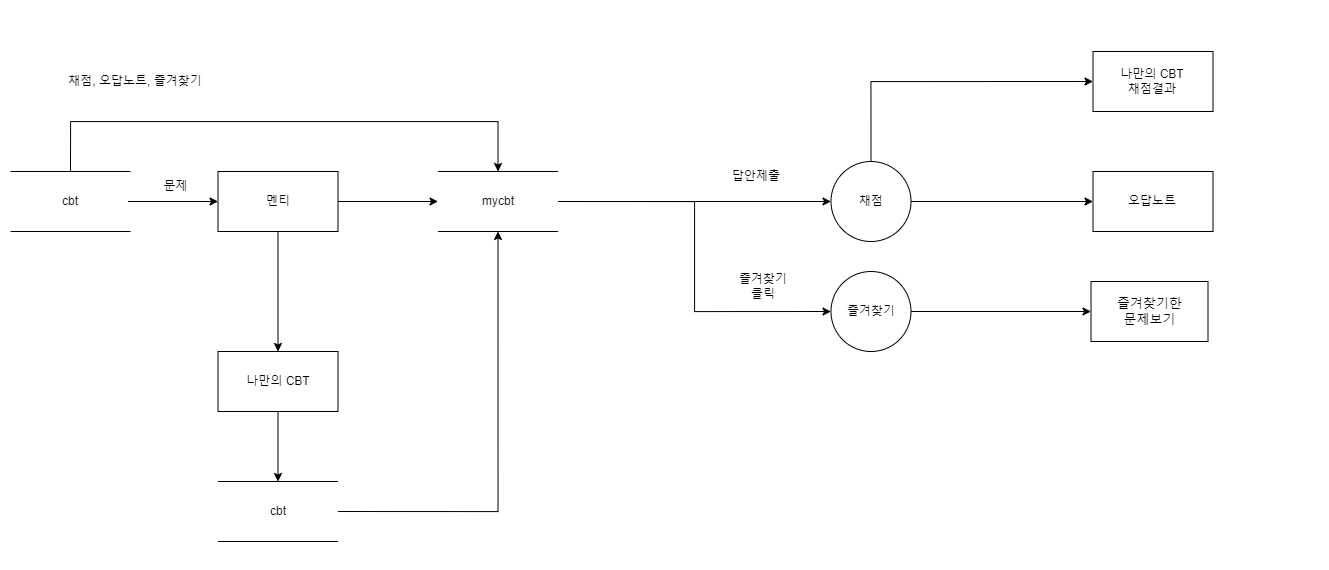 채점, 오답노트, 즐겨찾기
나만의 CBT
채점결과
cbt
문제
멘티
mycbt
답안제출
채점
오답노트
즐겨찾기
클릭
즐겨찾기
즐겨찾기한
문제보기
나만의 CBT
cbt